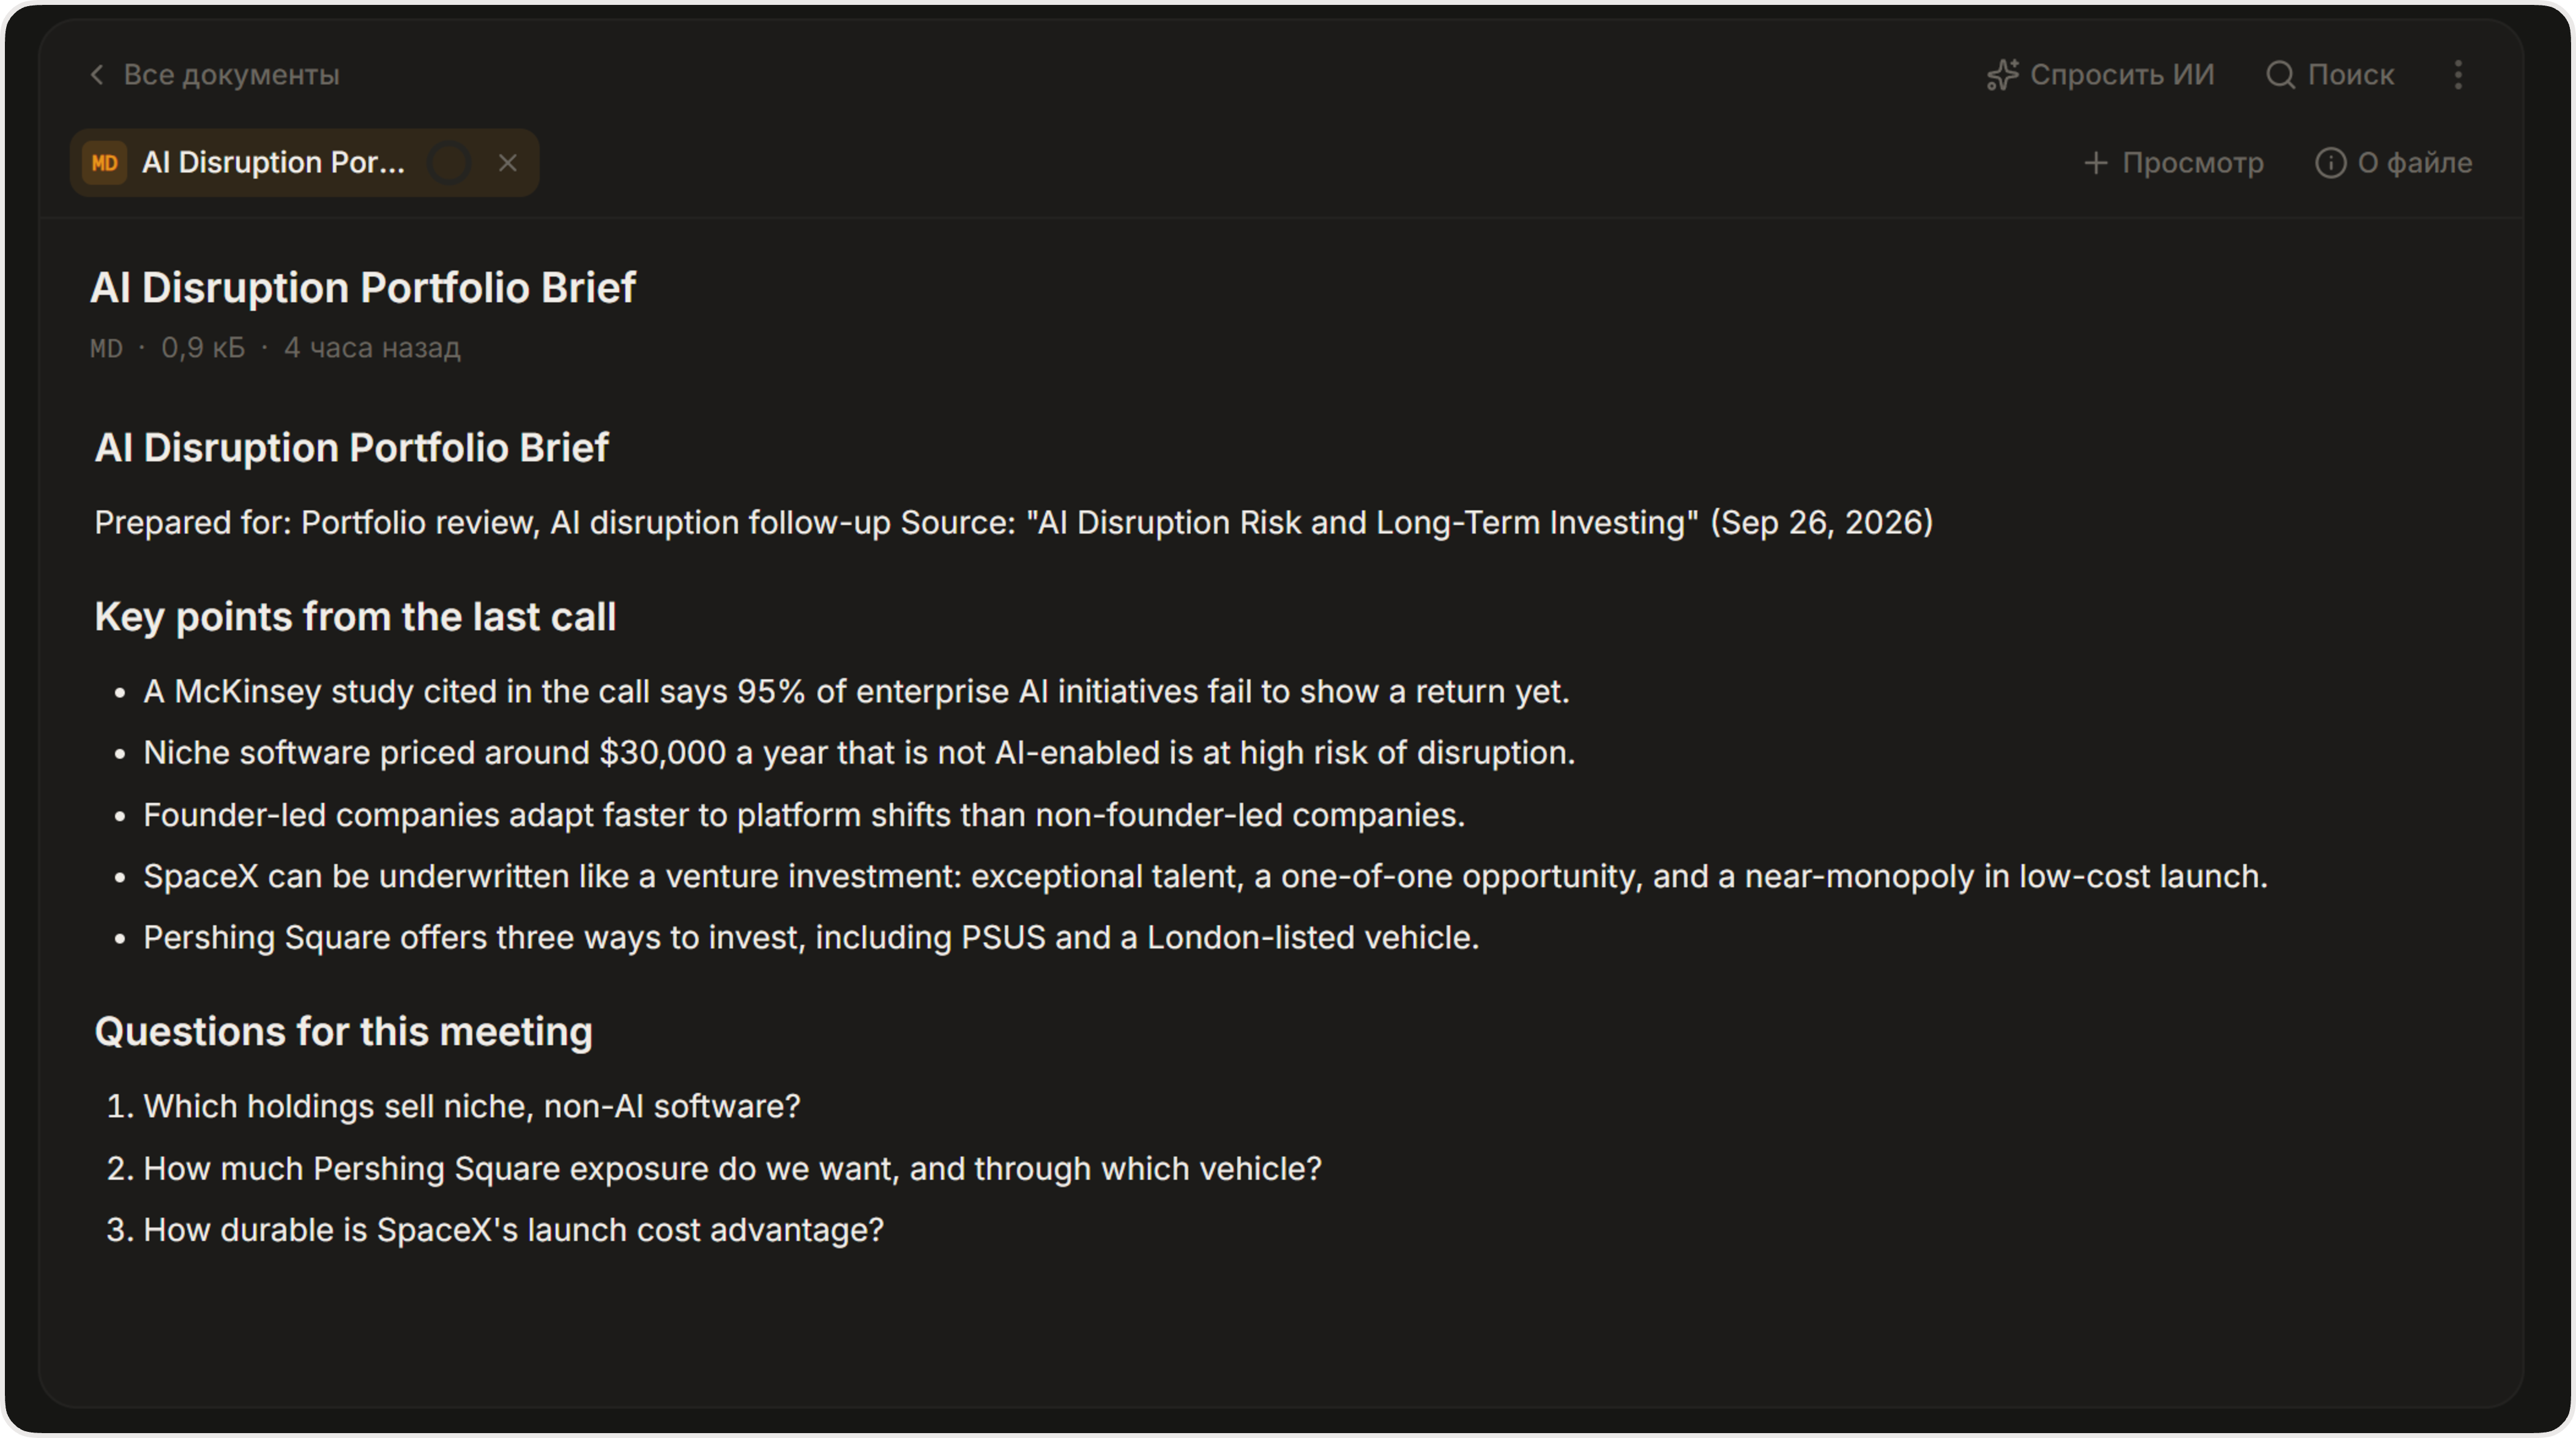 Все документы
Спросить ИИ
Поиск
MD AI Disruption Por...
Просмотр
О файле
AI Disruption Portfolio Brief
MD · 0,9 кБ · 4 часа назад
AI Disruption Portfolio Brief
Prepared for: Portfolio review, AI disruption follow-up Source: "AI Disruption Risk and Long-Term Investing" (Sep 26, 2026)
Key points from the last call
• A McKinsey study cited in the call says 95% of enterprise AI initiatives fail to show a return yet.
• Niche software priced around $30,000 a year that is not AI-enabled is at high risk of disruption.
• Founder-led companies adapt faster to platform shifts than non-founder-led companies.
• SpaceX can be underwritten like a venture investment: exceptional talent, a one-of-one opportunity, and a near-monopoly in low-cost launch.
• Pershing Square offers three ways to invest, including PSUS and a London-listed vehicle.
Questions for this meeting
1. Which holdings sell niche, non-AI software?
2. How much Pershing Square exposure do we want, and through which vehicle?
3. How durable is SpaceX's launch cost advantage?